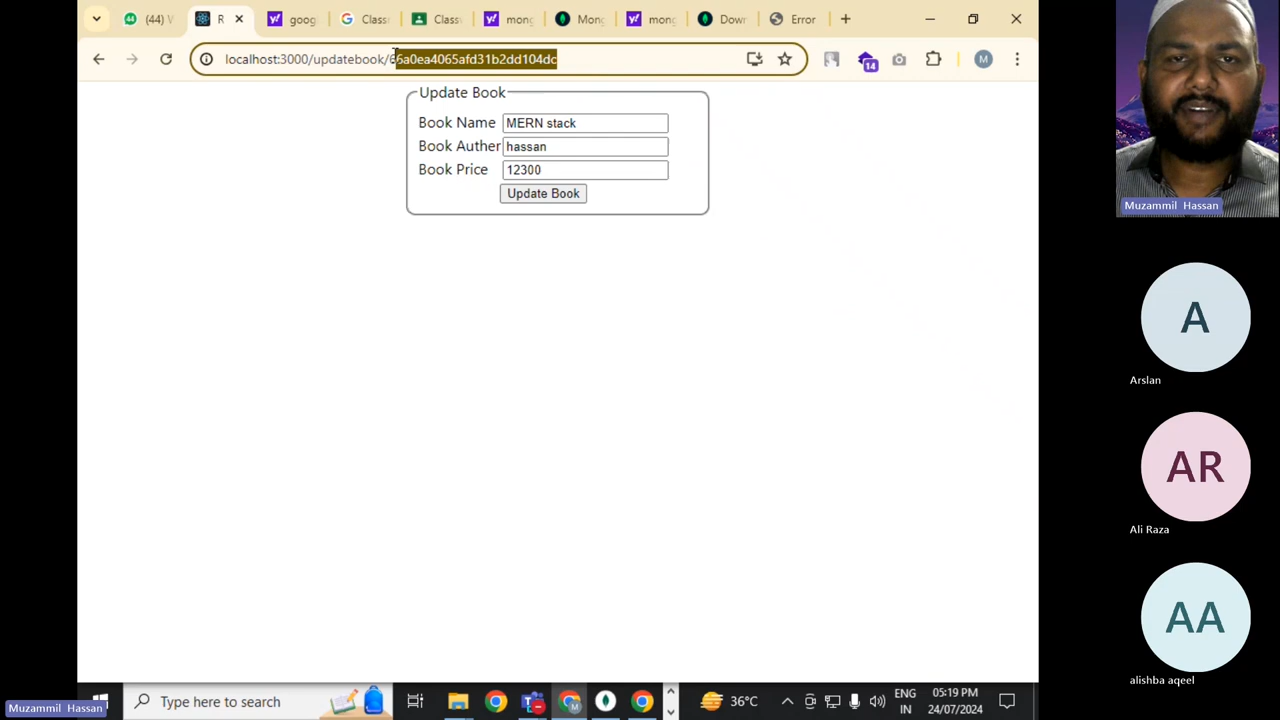 (44) W
R
goog
Class
Class
mong
Mong
mong
Down
Error
localhost:3000/updatebook/66a0ea4065afd31b2dd104dc
14
M
Update Book
Book Name MERN stack
Book Auther hassan
Book Price 12300
Update Book
Muzammil Hassan
A
Arslan
AR
Ali Raza
AA
alishba aqeel
Muzammil Hassan
Type here to search
36°C
ENG
IN
05:19 PM
24/07/2024